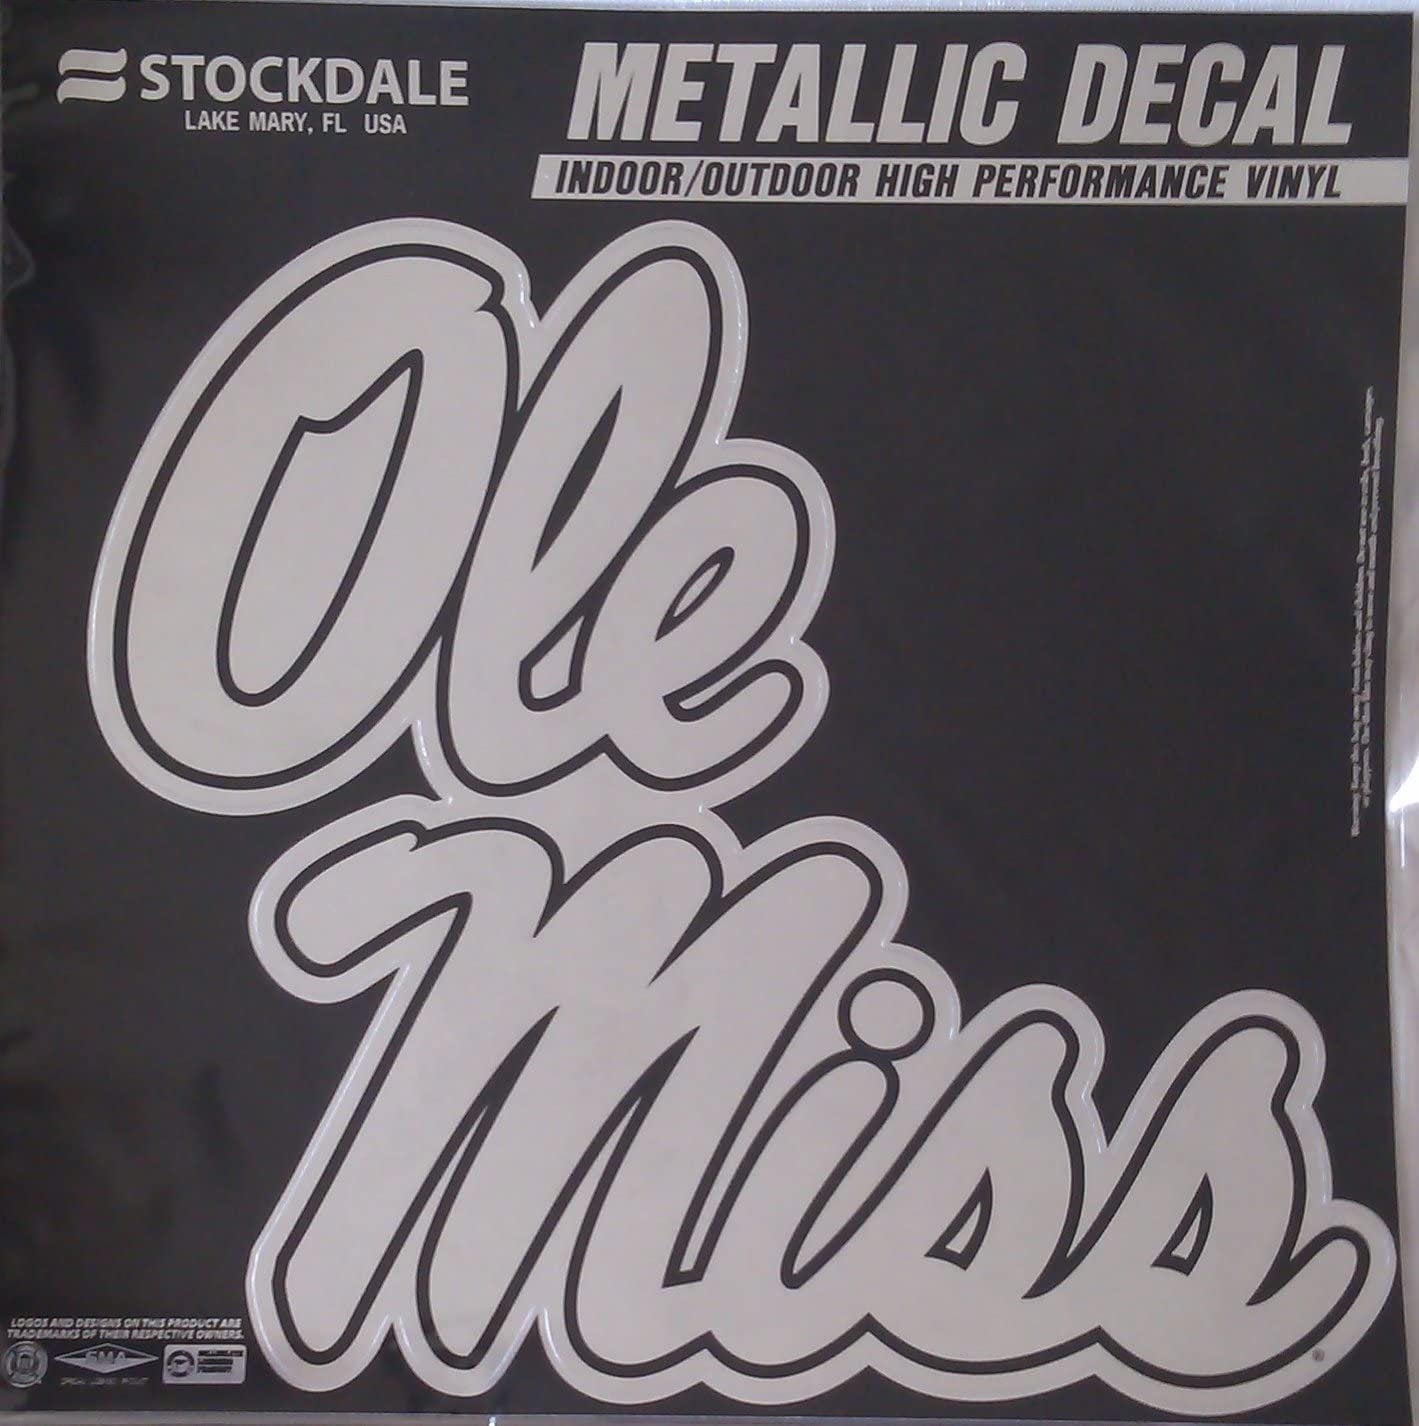 STOCKDALE
LAKE MARY, FL USA
METALLIC DECAL
INDOOR/OUTDOOR HIGH PERFORMANCE VINYL
Ole
Miss
®
LOGOS AND DESIGNS ON THIS PRODUCT ARE
TRADEMARKS OF THEIR RESPECTIVE OWNERS.
SMA